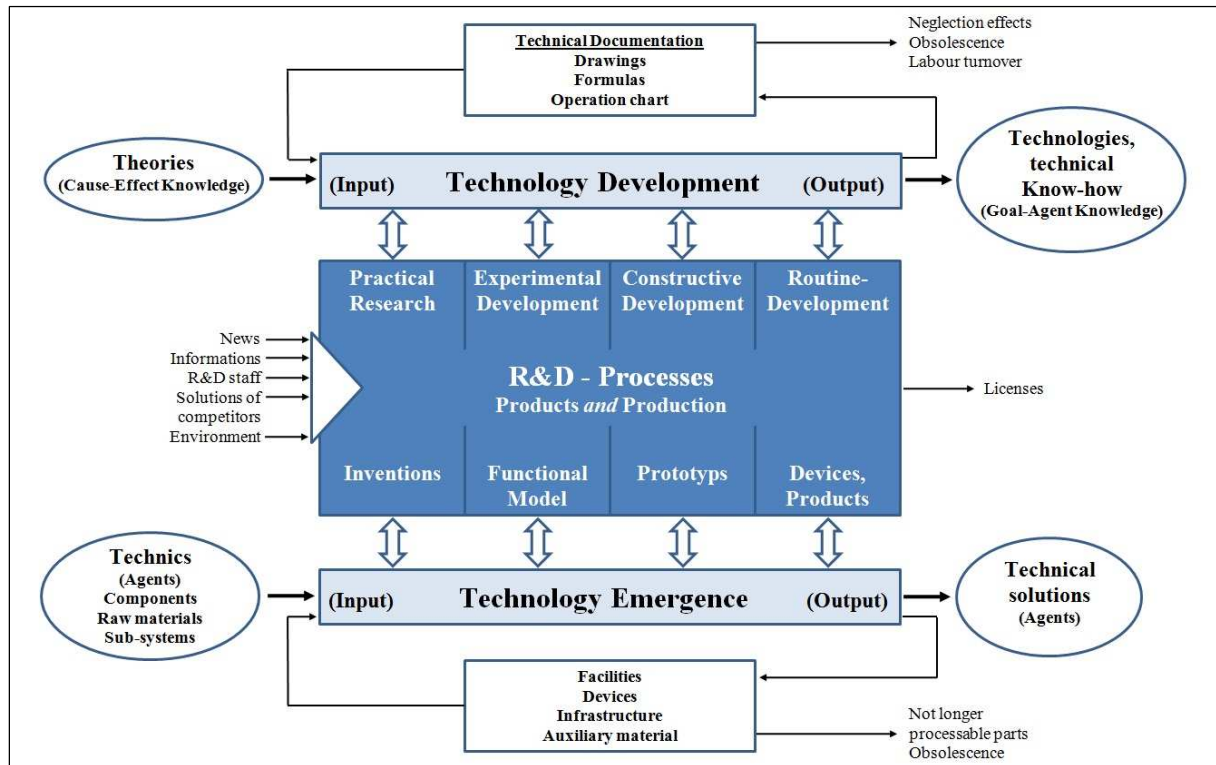 Technical Documentation
Drawings
Formulas
Operation chart
Neglection effects
Obsolescence
Labour turnover
Theories
(Cause-Effect Knowledge)
(Input) Technology Development (Output)
Technologies,
technical
Know-how
(Goal-Agent Knowledge)
Practical
Research
Experimental
Development
Constructive
Development
Routine-
Development
News
Informations
R&D staff
Solutions of
competitors
Environment
R&D - Processes
Products and Production
Licenses
Inventions
Functional
Model
Prototyps
Devices,
Products
Technics
(Agents)
Components
Raw materials
Sub-systems
(Input) Technology Emergence (Output)
Technical
solutions
(Agents)
Facilities
Devices
Infrastructure
Auxiliary material
Not longer
processable parts
Obsolescence